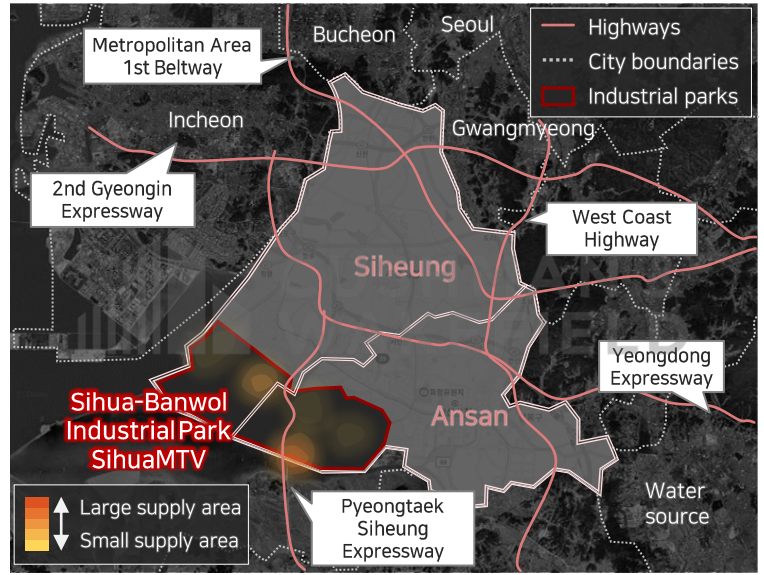 Metropolitan Area
1st Beltway
Bucheon
Seoul
Highways
City boundaries
Industrial parks
Incheon
Gwangmyeong
2nd Gyeongin
Expressway
West Coast
Highway
Siheung
Yeongdong
Expressway
Sihua-Banwol
Industrial Park
SihuaMTV
Ansan
Large supply area
Small supply area
Pyeongtaek
Siheung
Expressway
Water
source